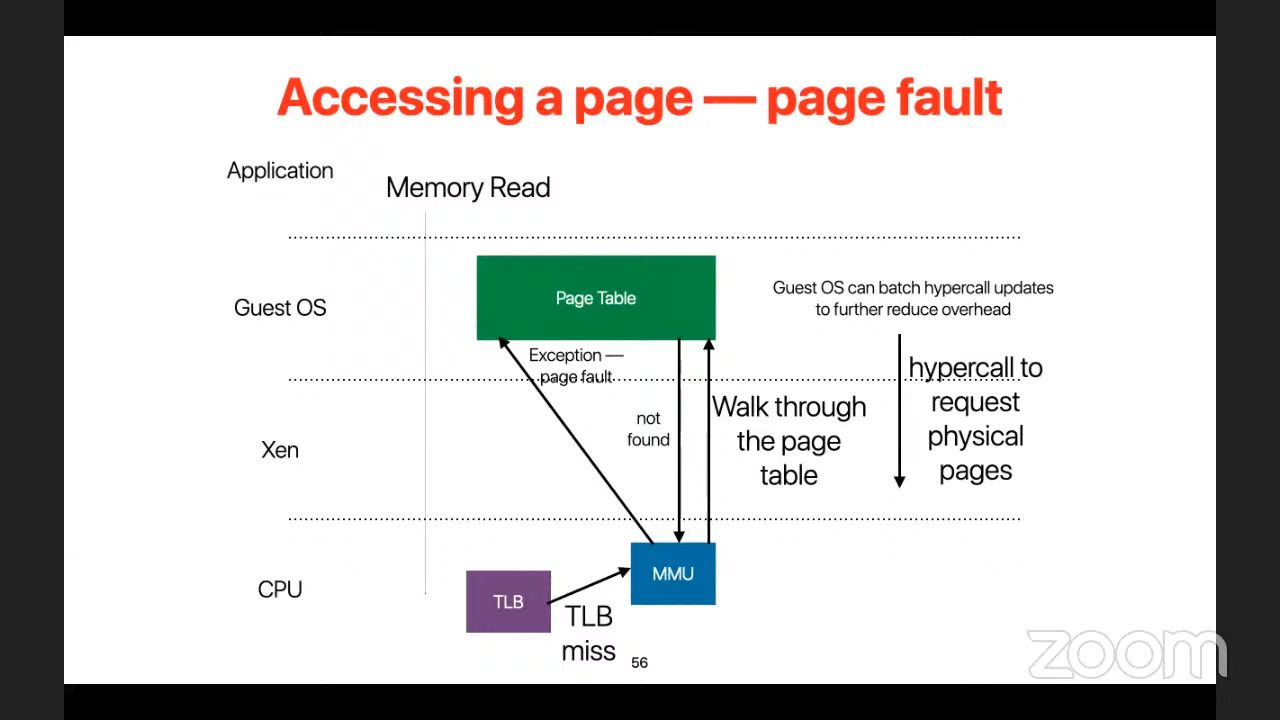 Accessing a page — page fault
Application
Memory Read
Guest OS
Page Table
Guest OS can batch hypercall updates
to further reduce overhead
Exception —
page fault
hypercall to
request
physical
pages
not
found
Walk through
the page
table
Xen
CPU
TLB
MMU
TLB
miss
56
zoom